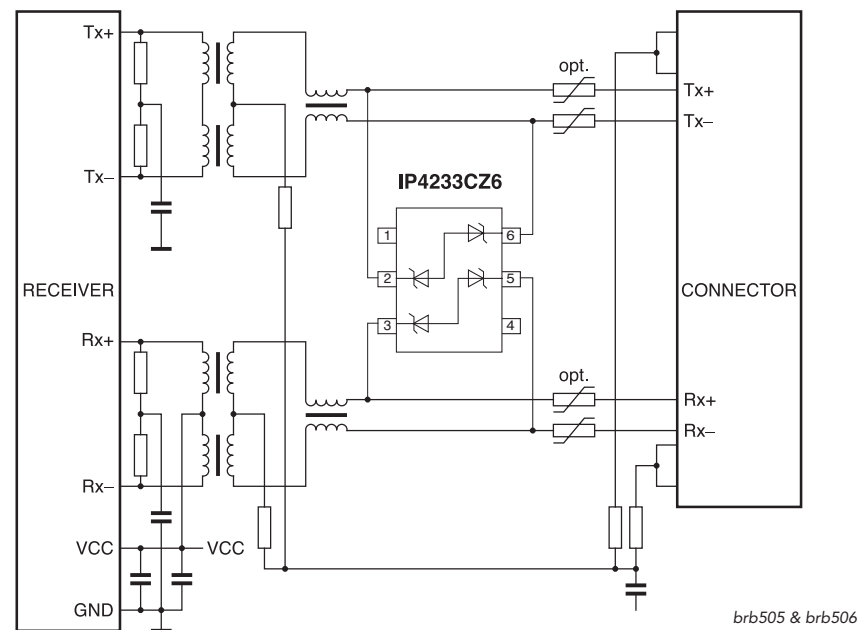 Tx+
opt.
Tx+
Tx–
Tx–
IP4233CZ6
1
6
2
5
3
4
RECEIVER
CONNECTOR
Rx+
opt.
Rx+
Rx–
Rx–
VCC
VCC
GND
brb505 & brb506